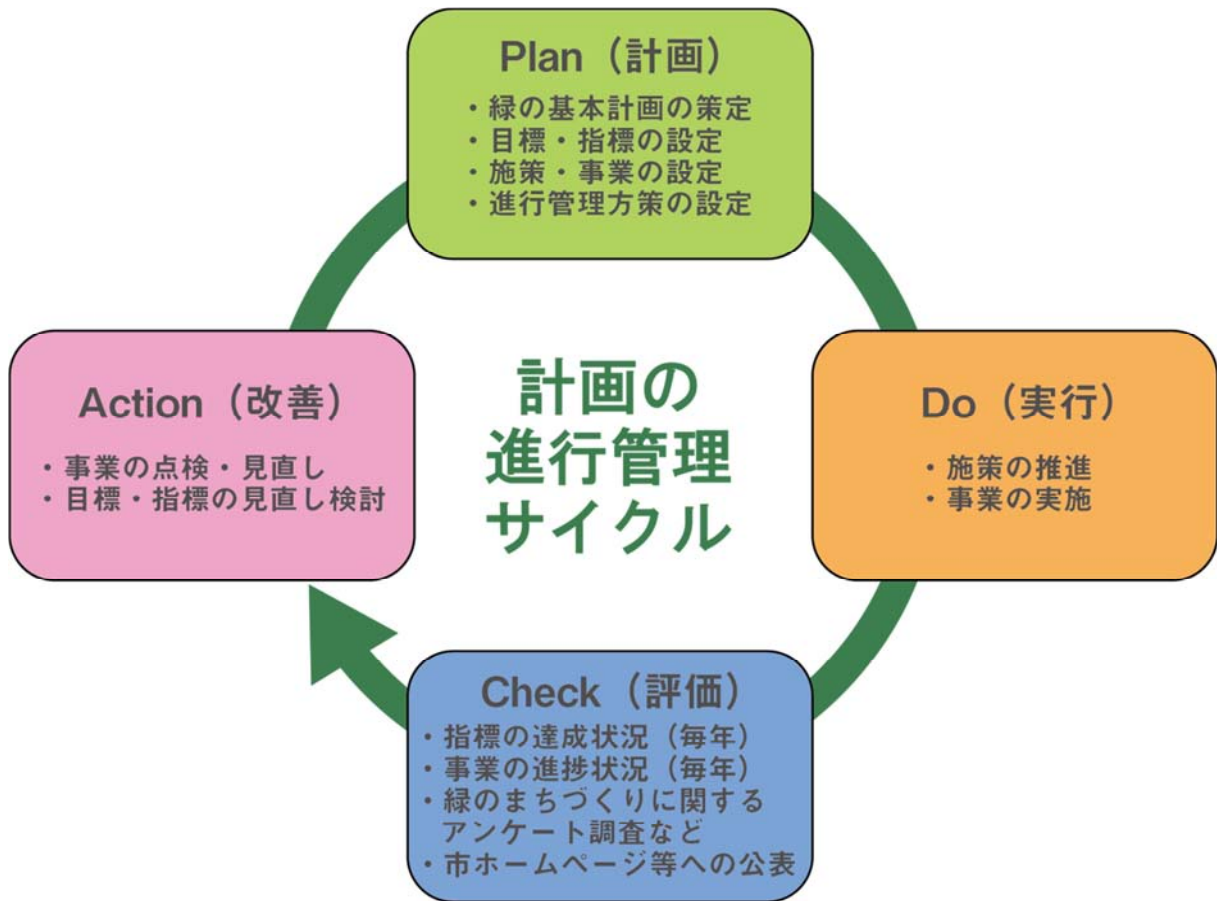 Plan（計画）
・緑の基本計画の策定
・目標・指標の設定
・施策・事業の設定
・進行管理方策の設定
Action（改善）
・事業の点検・見直し
・目標・指標の見直し検討
計画の
進行管理
サイクル
Do（実行）
・施策の推進
・事業の実施
Check（評価）
・指標の達成状況（毎年）
・事業の進捗状況（毎年）
・緑のまちづくりに関する
アンケート調査など
・市ホームページ等への公表